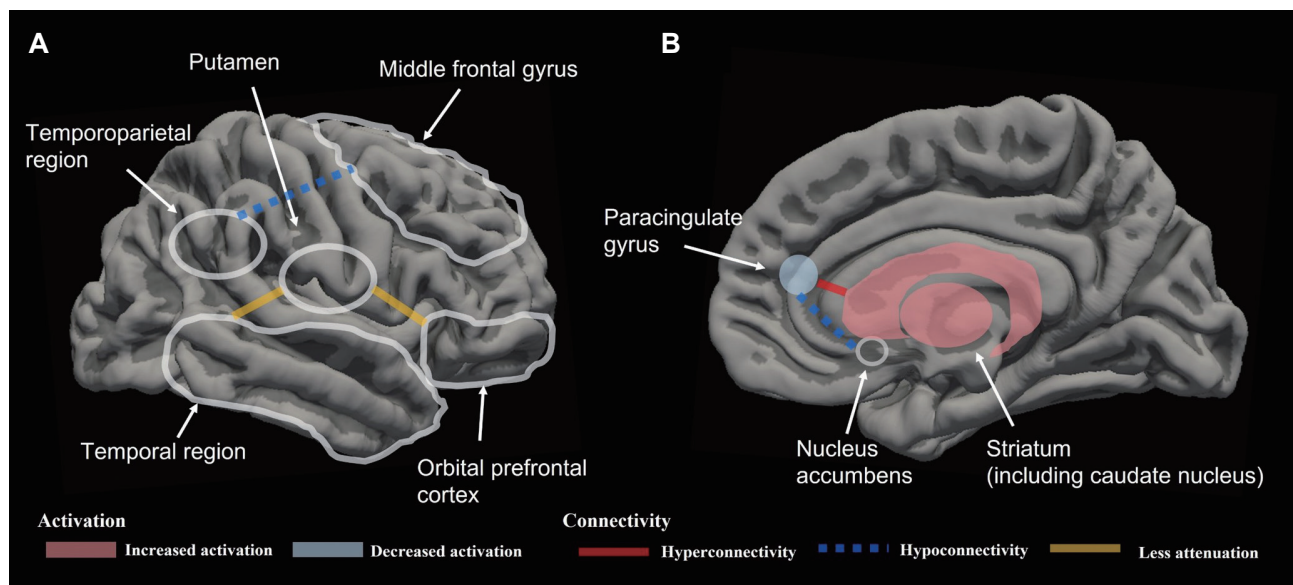 A
B
Putamen
Middle frontal gyrus
Temporoparietal
region
Paracingulate
gyrus
Temporal region
Orbital prefrontal
cortex
Nucleus
accumbens
Striatum
(including caudate nucleus)
Activation
Connectivity
Increased activation
Decreased activation
Hyperconnectivity
Hypoconnectivity
Less attenuation